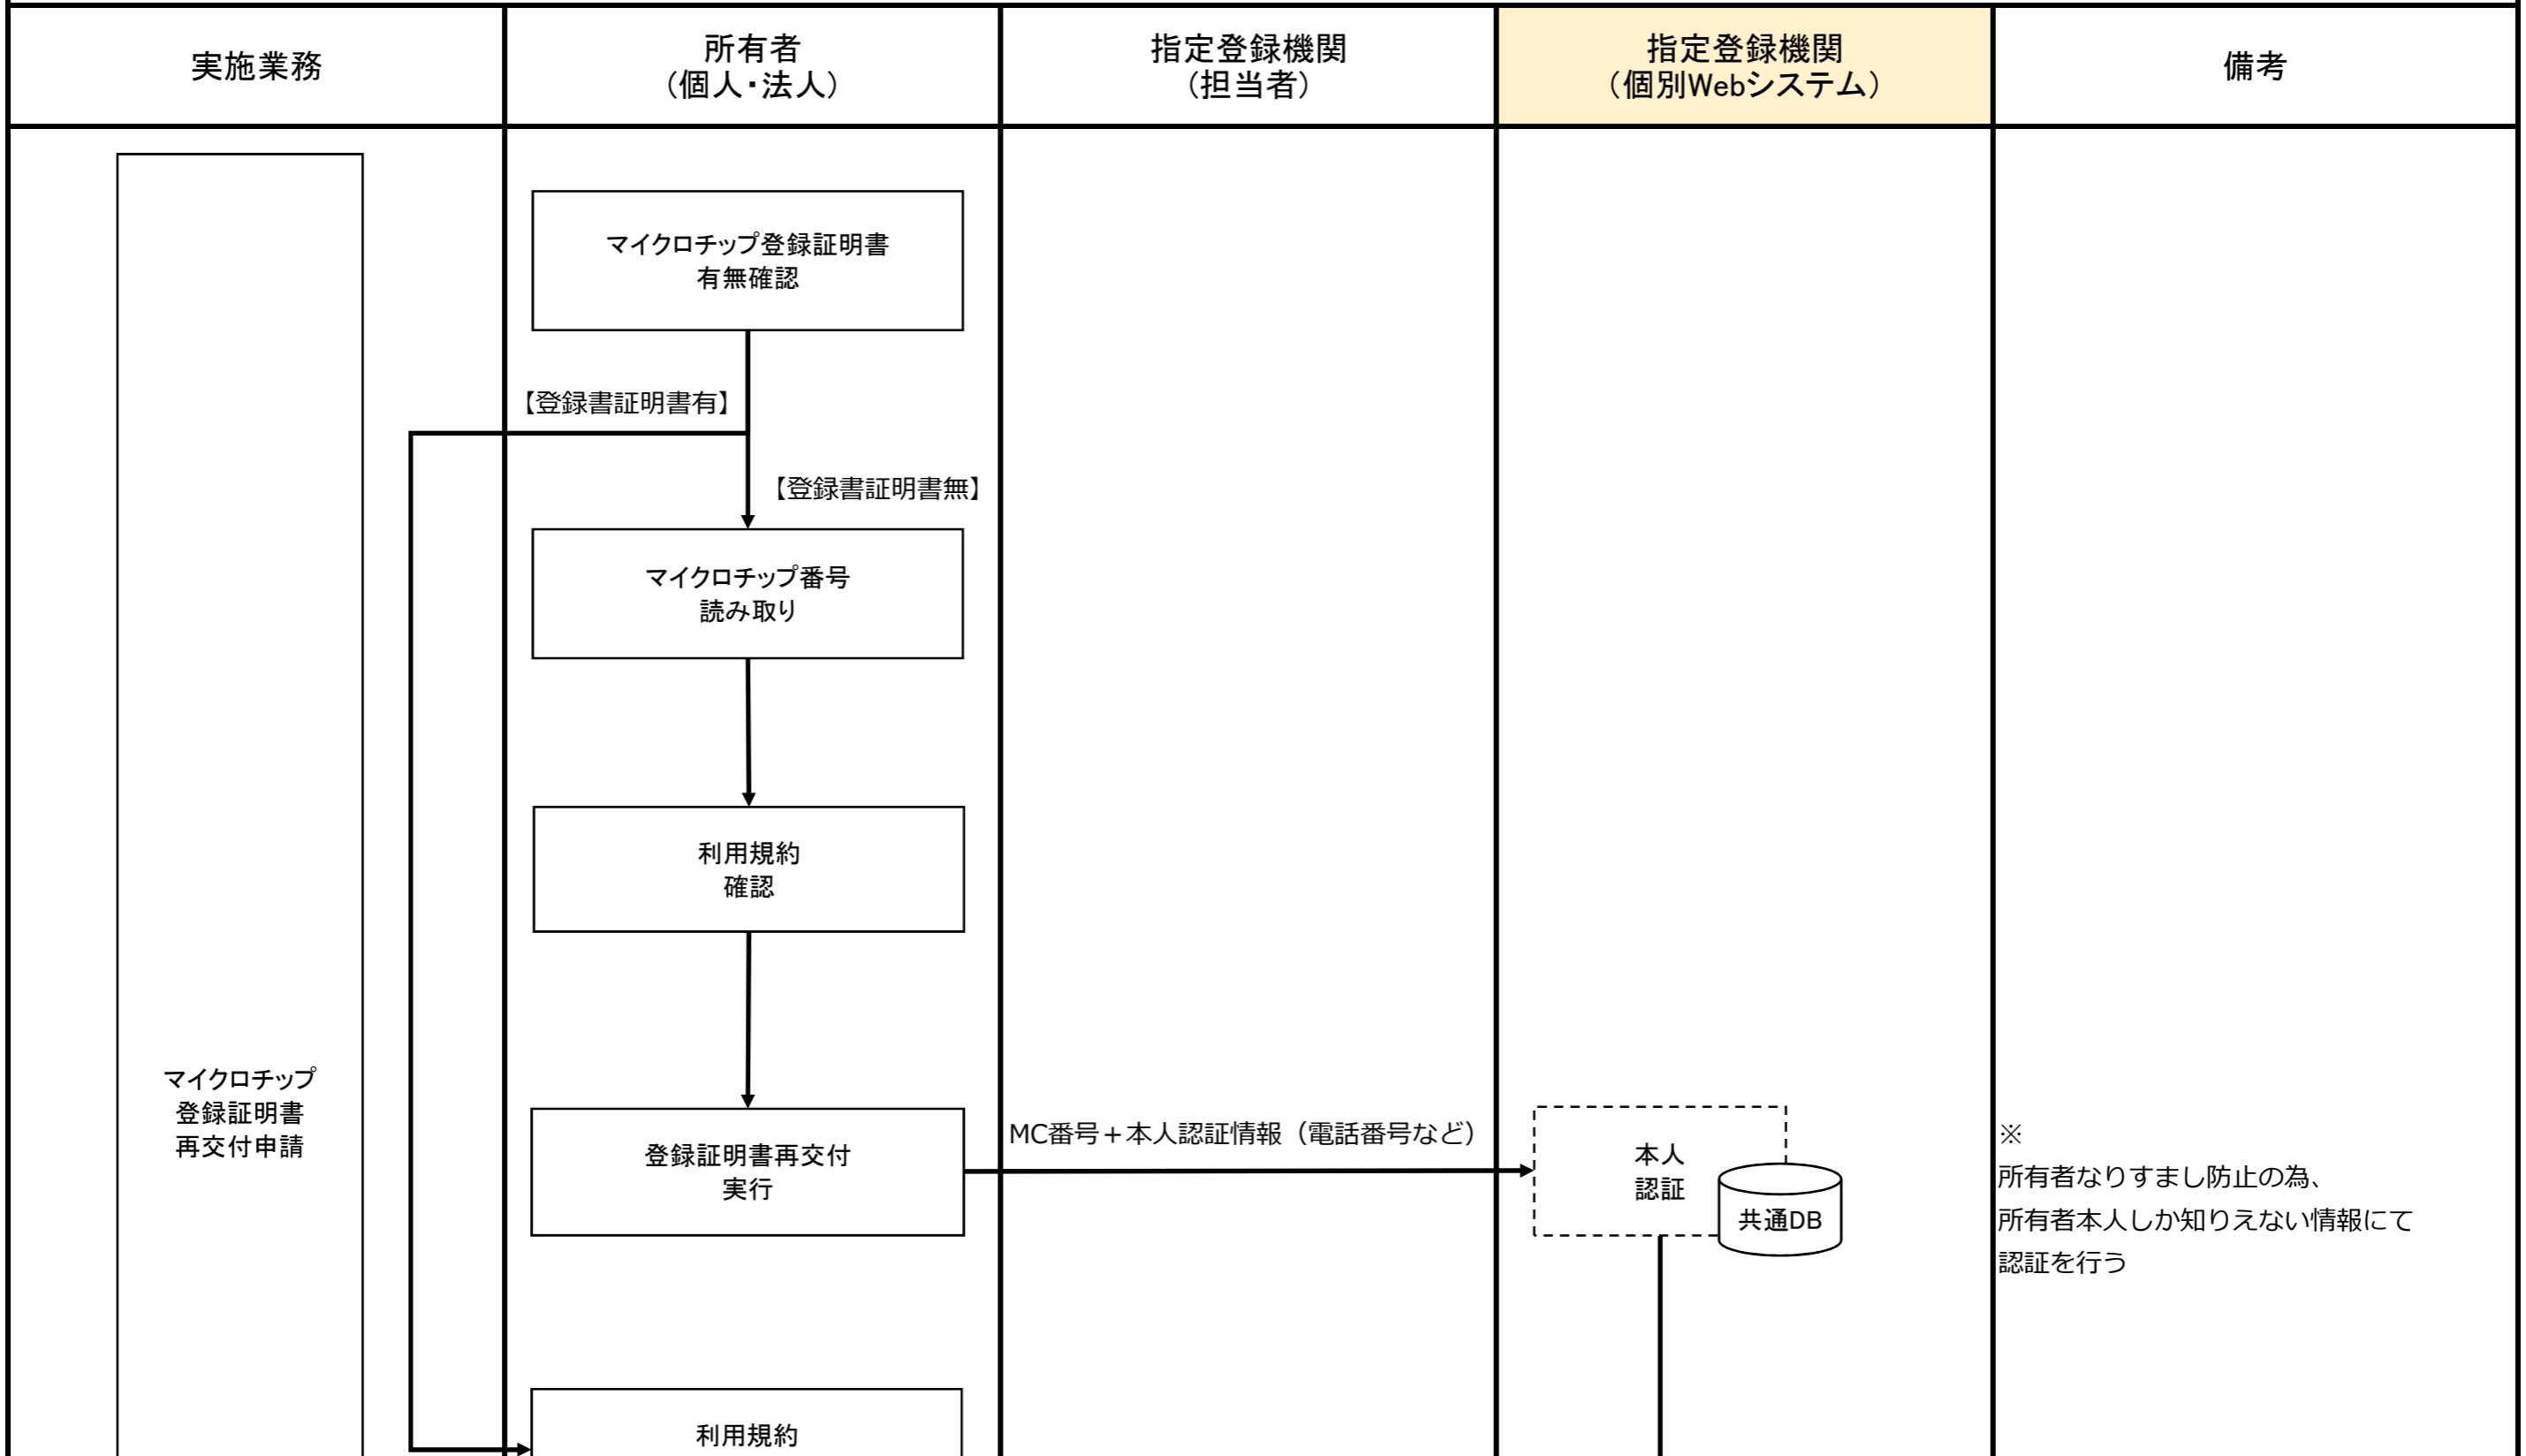 実施業務
所有者
（個人・法人）
指定登録機関
（担当者）
指定登録機関
（個別Webシステム）
備考
マイクロチップ登録証明書
有無確認
【登録書証明書有】
【登録書証明書無】
マイクロチップ番号
読み取り
利用規約
確認
マイクロチップ
登録証明書
再交付申請
登録証明書再交付
実行
MC番号＋本人認証情報（電話番号など）
本人
認証
共通DB
※
所有者なりすまし防止の為、
所有者本人しか知りえない情報にて
認証を行う
利用規約